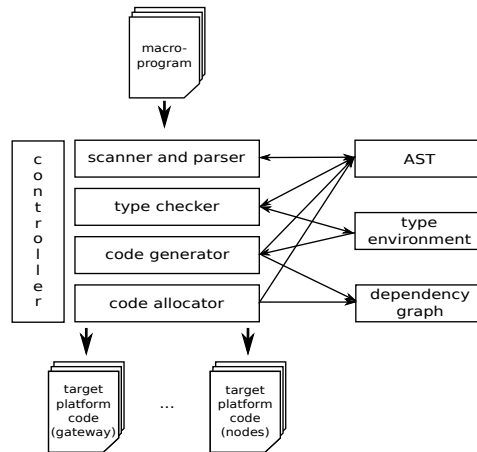 macro-
program
controller
scanner and parser
AST
type checker
type
environment
code generator
code allocator
dependency
graph
target
platform
code
(gateway)
...
target
platform
code
(nodes)